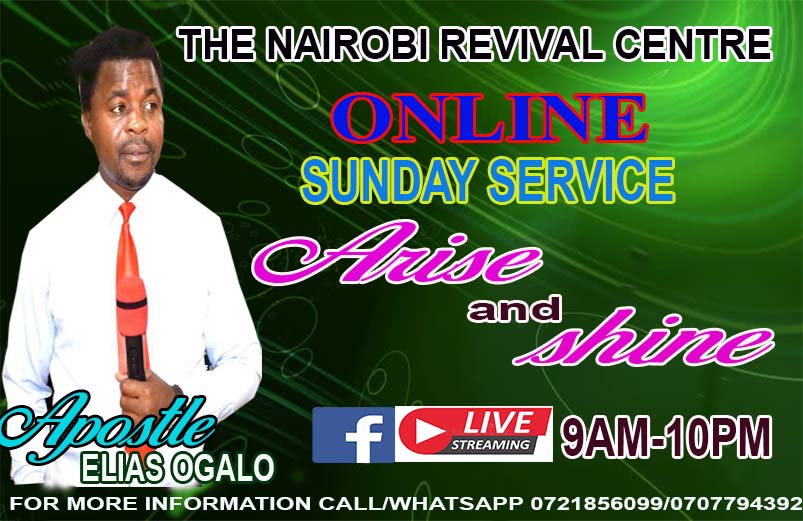 THE NAIROBI REVIVAL CENTRE
ONLINE
SUNDAY SERVICE
Arise
and
shine
Apostle
ELIAS OGALO
f LIVE
STREAMING
9AM-10PM
FOR MORE INFORMATION CALL/WHATSAPP 0721856099/0707794392